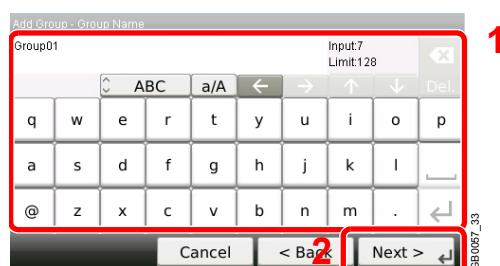 Add Group - Group Name
1
Group01
Input:7
Limit:128
ABC a/A ← → ↑ ↓ Del.
q w e r t y u i o p
a s d f g h j k l
@ z x c v b n m .
Cancel < Back 2 Next >
GB0057_33